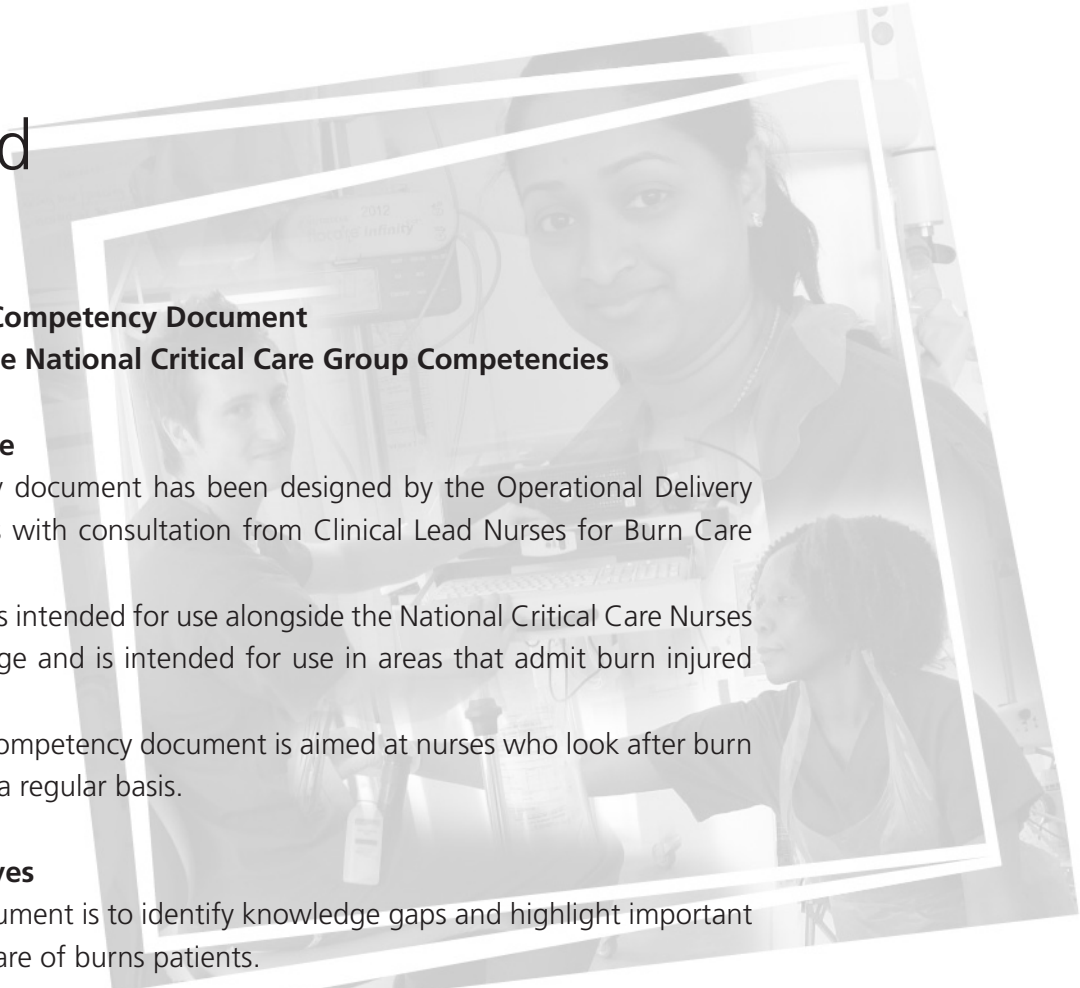 d
Competency Document
e National Critical Care Group Competencies
e
y document has been designed by the Operational Delivery
s with consultation from Clinical Lead Nurses for Burn Care
s intended for use alongside the National Critical Care Nurses
ge and is intended for use in areas that admit burn injured
ompetency document is aimed at nurses who look after burn
a regular basis.
ves
ument is to identify knowledge gaps and highlight important
are of burns patients.
2012
Infinity